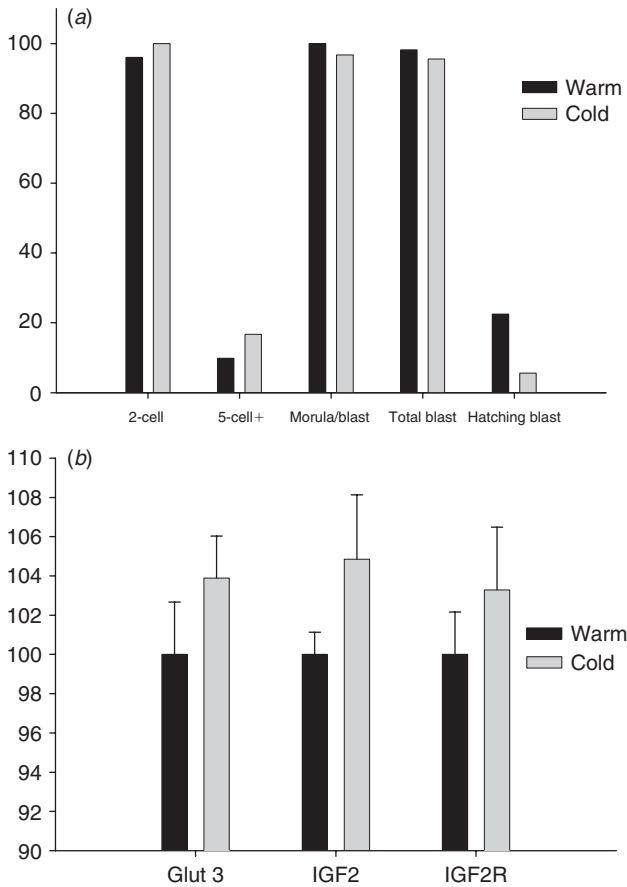 (a)
100
80
60
40
20
0
Warm
Cold
2-cell 5-cell+ Morula/blast Total blast Hatching blast
(b)
110
108
106
104
102
100
98
96
94
92
90
Warm
Cold
Glut 3 IGF2 IGF2R